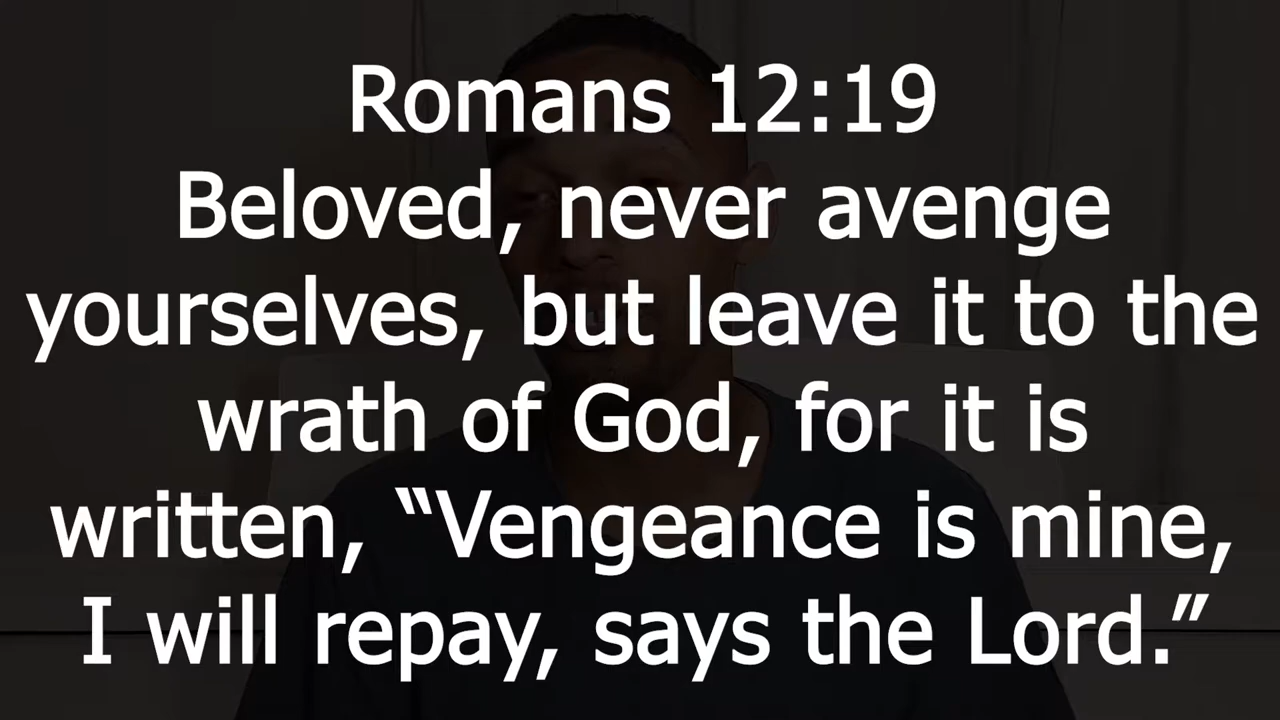 Romans 12:19
Beloved, never avenge
yourselves, but leave it to the
wrath of God, for it is
written, “Vengeance is mine,
I will repay, says the Lord.”